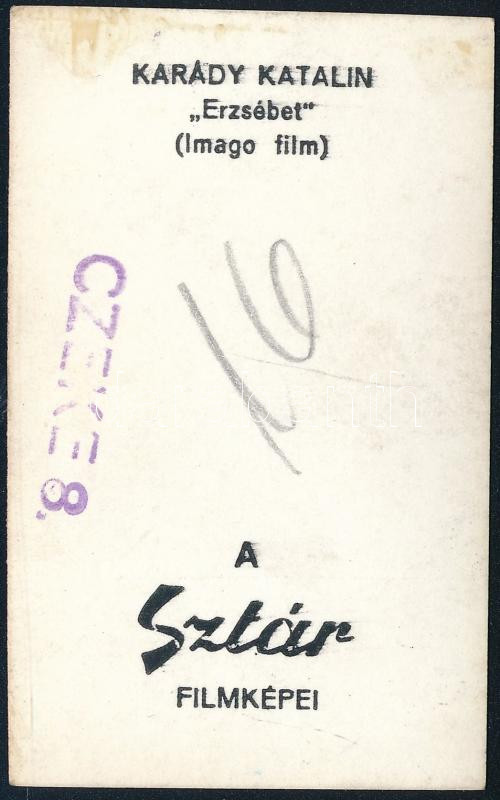 KARÁDY KATALIN
„Erzsébet"
(Imago film)
16
CZEKE 8.
A
Sztár
FILMKÉPEI